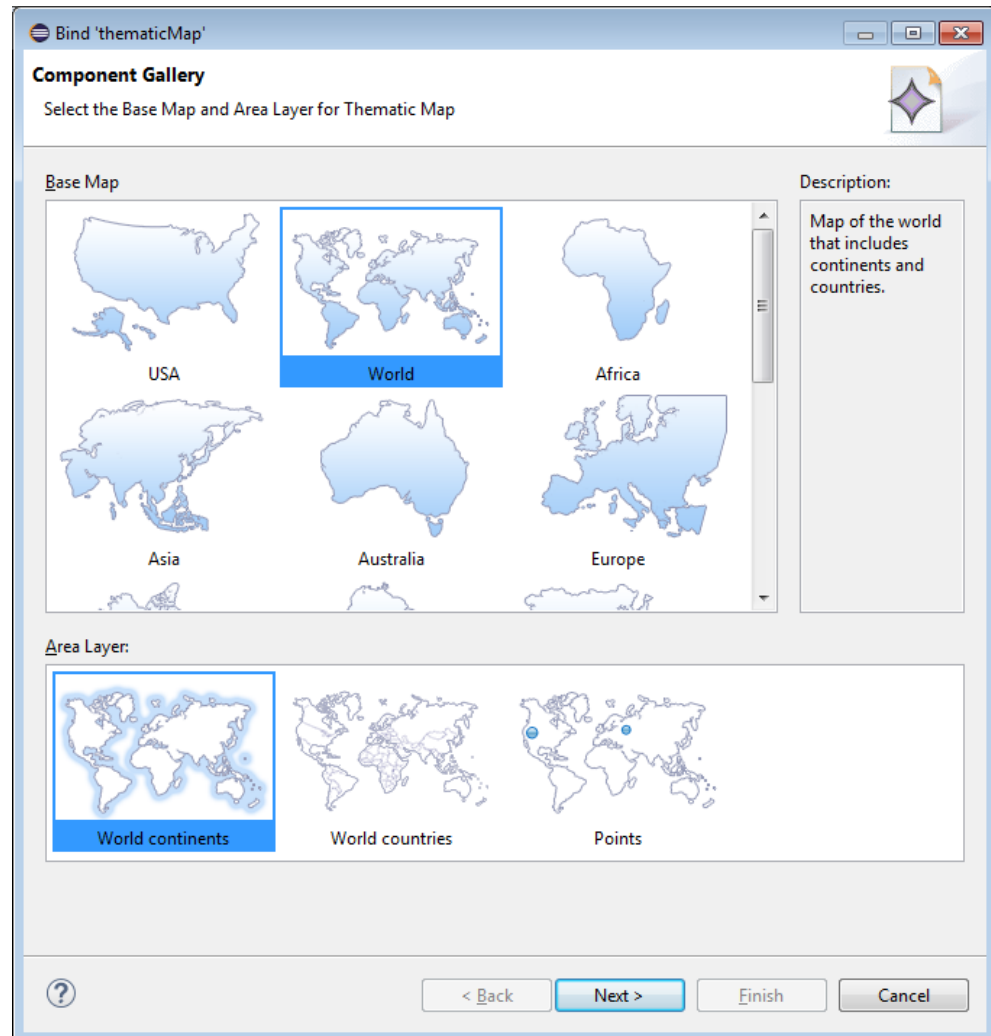 Bind 'thematicMap'
Component Gallery
Select the Base Map and Area Layer for Thematic Map
Base Map
Description:
USA
World
Africa
Map of the world
that includes
continents and
countries.
Asia
Australia
Europe
Area Layer:
World continents
World countries
Points
?
< Back
Next >
Finish
Cancel